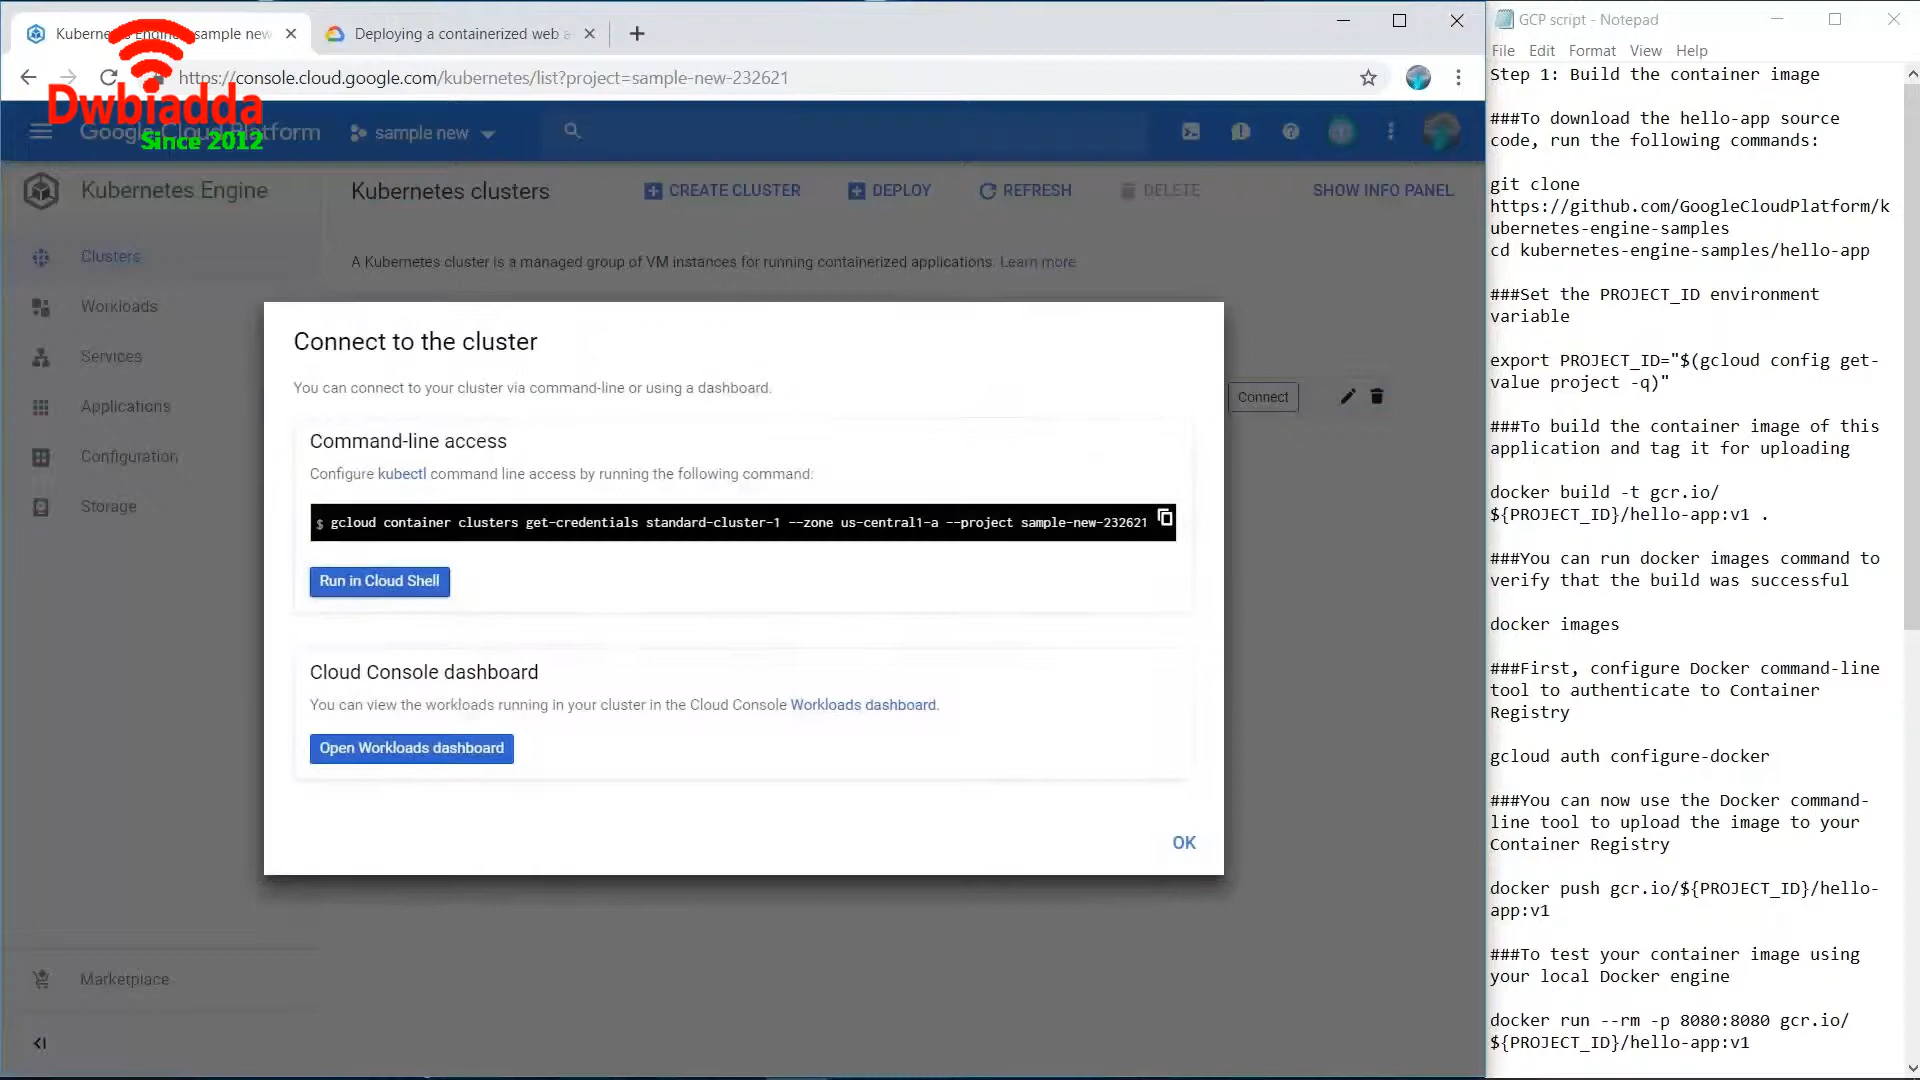 Kuberne
sample new
Deploying a containerized web a
https://console.cloud.google.com/kubernetes/list?project=sample-new-232621
Dwbiadda
Since 2012
Google Cloud Platform
sample new
Kubernetes Engine
Kubernetes clusters
CREATE CLUSTER
DEPLOY
REFRESH
DELETE
SHOW INFO PANEL
A Kubernetes cluster is a managed group of VM instances for running containerized applications. Learn more
Clusters
Workloads
Services
Applications
Configuration
Storage
Marketplace
Connect
Connect to the cluster
You can connect to your cluster via command-line or using a dashboard.
Command-line access
Configure kubectl command line access by running the following command:
$ gcloud container clusters get-credentials standard-cluster-1 --zone us-central1-a --project sample-new-232621
Run in Cloud Shell
Cloud Console dashboard
You can view the workloads running in your cluster in the Cloud Console Workloads dashboard.
Open Workloads dashboard
OK
GCP script - Notepad
File Edit Format View Help
Step 1: Build the container image
###To download the hello-app source
code, run the following commands:
git clone
https://github.com/GoogleCloudPlatform/k
ubernetes-engine-samples
cd kubernetes-engine-samples/hello-app
###Set the PROJECT_ID environment
variable
export PROJECT_ID="$(gcloud config get-
value project -q)"
###To build the container image of this
application and tag it for uploading
docker build -t gcr.io/
${PROJECT_ID}/hello-app:v1 .
###You can run docker images command to
verify that the build was successful
docker images
###First, configure Docker command-line
tool to authenticate to Container
Registry
gcloud auth configure-docker
###You can now use the Docker command-
line tool to upload the image to your
Container Registry
docker push gcr.io/${PROJECT_ID}/hello-
app:v1
###To test your container image using
your local Docker engine
docker run --rm -p 8080:8080 gcr.io/
${PROJECT_ID}/hello-app:v1